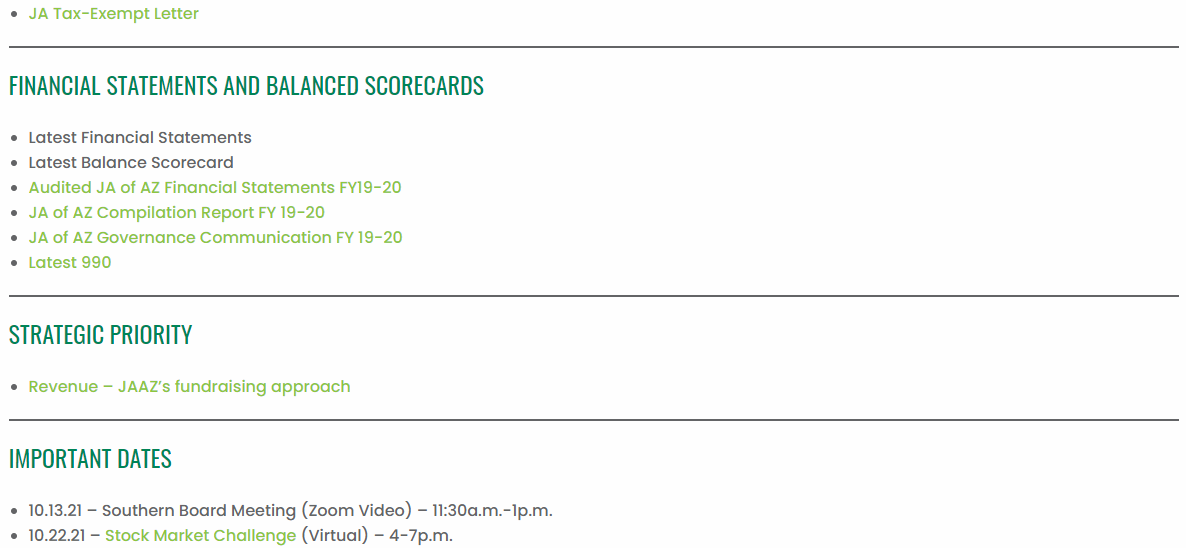 JA Tax-Exempt Letter
FINANCIAL STATEMENTS AND BALANCED SCORECARDS
Latest Financial Statements
Latest Balance Scorecard
Audited JA of AZ Financial Statements FY19-20
JA of AZ Compilation Report FY 19-20
JA of AZ Governance Communication FY 19-20
Latest 990
STRATEGIC PRIORITY
Revenue – JAAZ’s fundraising approach
IMPORTANT DATES
10.13.21 – Southern Board Meeting (Zoom Video) – 11:30a.m.-1p.m.
10.22.21 – Stock Market Challenge (Virtual) – 4-7p.m.